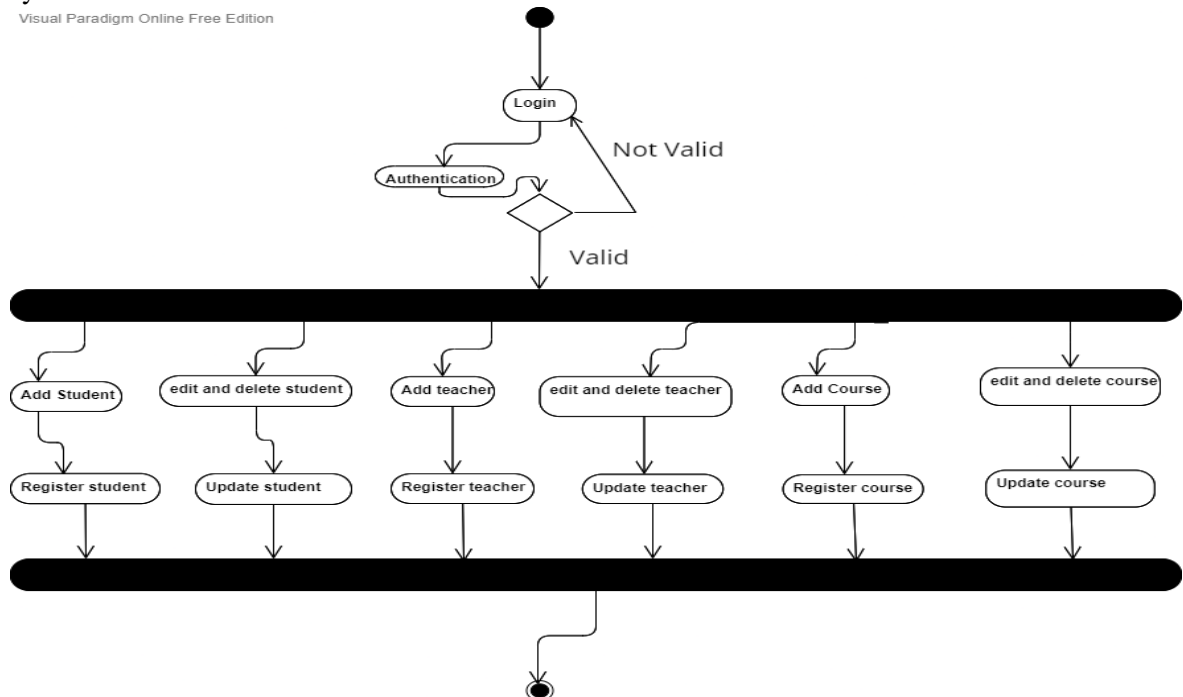 y
Visual Paradigm Online Free Edition
Login
Not Valid
Authentication
Valid
Add Student
edit and delete student
Add teacher
edit and delete teacher
Add Course
edit and delete course
Register student
Update student
Register teacher
Update teacher
Register course
Update course